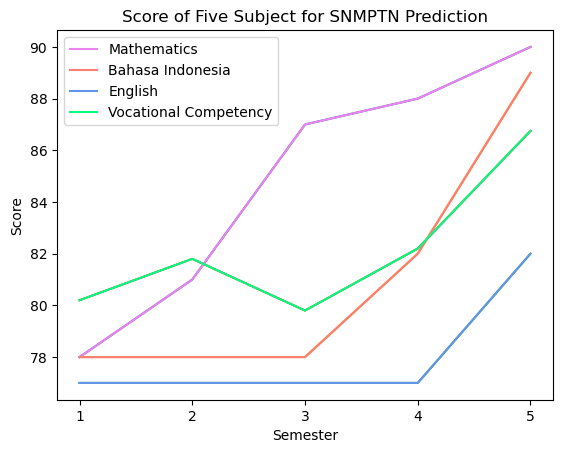 Score of Five Subject for SNMPTN Prediction
90
88
86
84
82
80
78
Score
Mathematics
Bahasa Indonesia
English
Vocational Competency
1 2 3 4 5
Semester